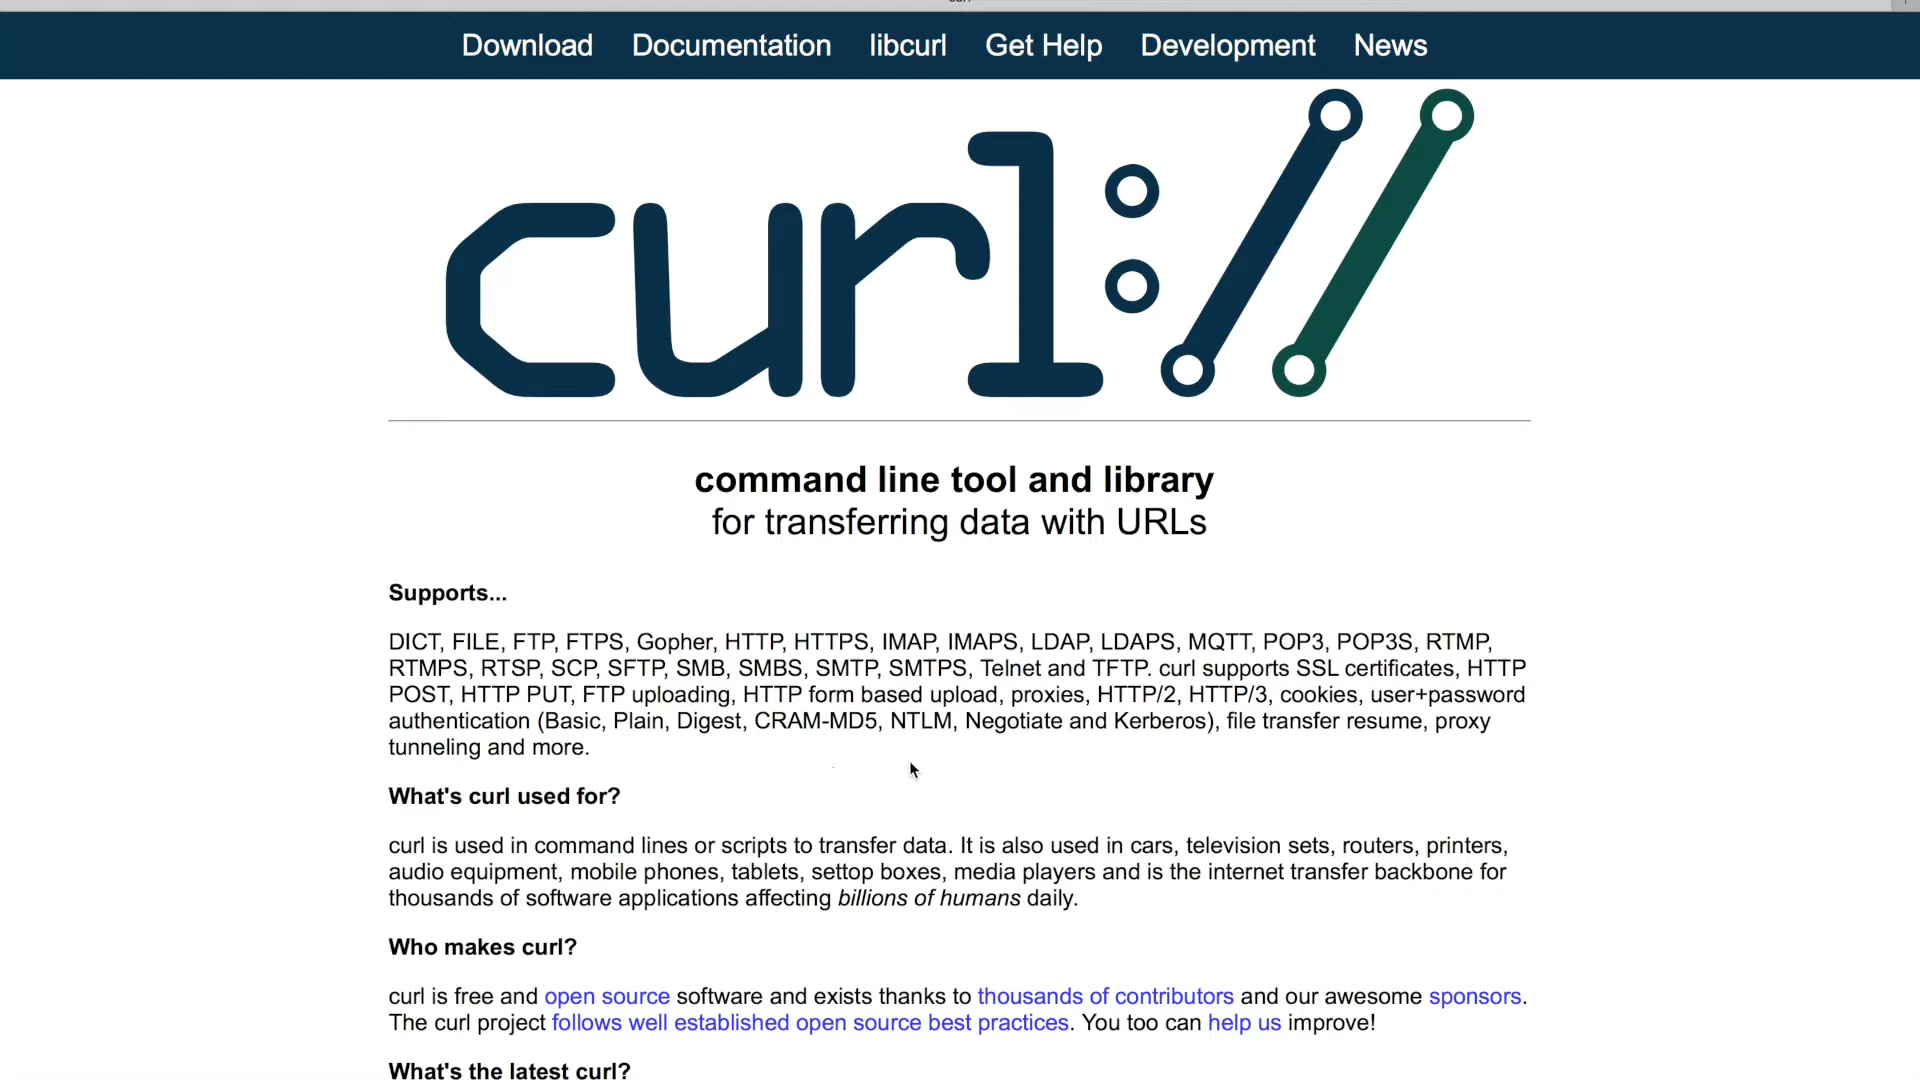 Download Documentation libcurl Get Help Development News
curl://
command line tool and library
for transferring data with URLs
Supports...
DICT, FILE, FTP, FTPS, Gopher, HTTP, HTTPS, IMAP, IMAPS, LDAP, LDAPS, MQTT, POP3, POP3S, RTMP,
RTMPS, RTSP, SCP, SFTP, SMB, SMBS, SMTP, SMTPS, Telnet and TFTP. curl supports SSL certificates, HTTP
POST, HTTP PUT, FTP uploading, HTTP form based upload, proxies, HTTP/2, HTTP/3, cookies, user+password
authentication (Basic, Plain, Digest, CRAM-MD5, NTLM, Negotiate and Kerberos), file transfer resume, proxy
tunneling and more.
What's curl used for?
curl is used in command lines or scripts to transfer data. It is also used in cars, television sets, routers, printers,
audio equipment, mobile phones, tablets, settop boxes, media players and is the internet transfer backbone for
thousands of software applications affecting billions of humans daily.
Who makes curl?
curl is free and open source software and exists thanks to thousands of contributors and our awesome sponsors.
The curl project follows well established open source best practices. You too can help us improve!
What's the latest curl?